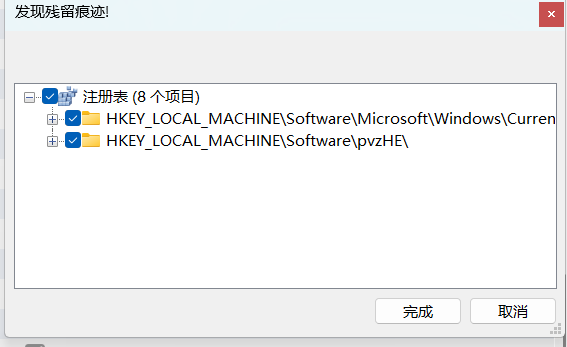 发现残留痕迹!
注册表 (8 个项目)
HKEY_LOCAL_MACHINE\Software\Microsoft\Windows\Curren
HKEY_LOCAL_MACHINE\Software\pvzHE\
完成
取消